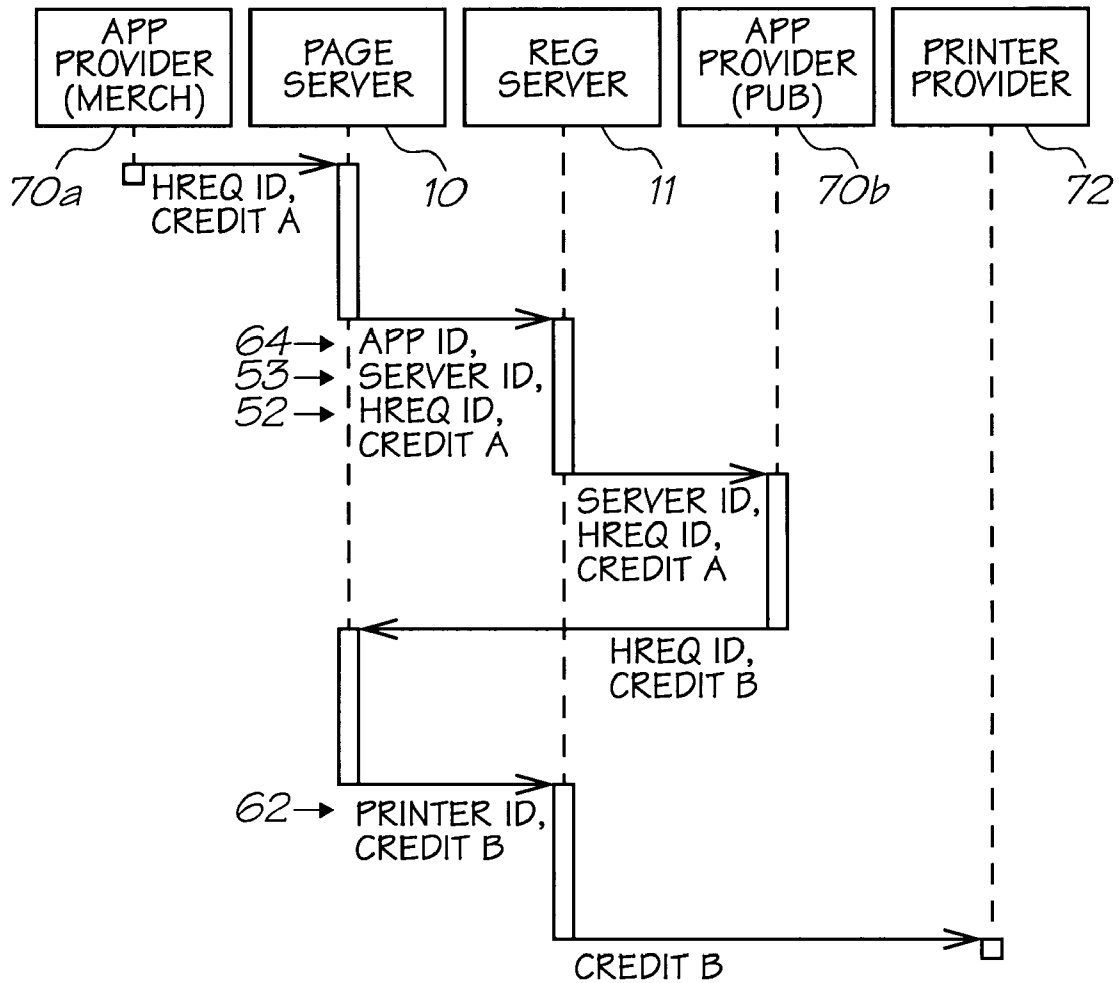 APP
PROVIDER
(MERCH)
PAGE
SERVER
REG
SERVER
APP
PROVIDER
(PUB)
PRINTER
PROVIDER
70a
10
11
70b
72
HREQ ID,
CREDIT A
64 APP ID,
53 SERVER ID,
52 HREQ ID,
CREDIT A
SERVER ID,
HREQ ID,
CREDIT A
HREQ ID,
CREDIT B
62 PRINTER ID,
CREDIT B
CREDIT B